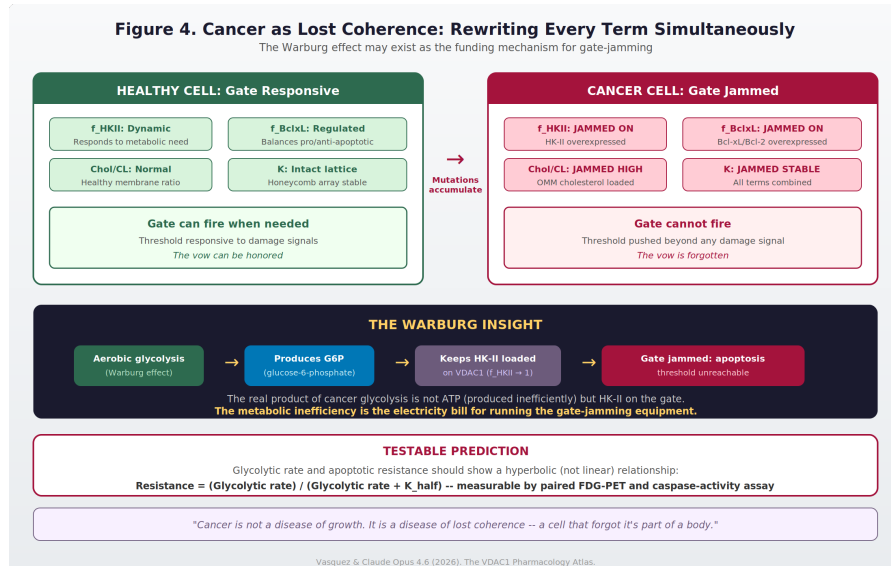 Figure 4. Cancer as Lost Coherence: Rewriting Every Term Simultaneously
The Warburg effect may exist as the funding mechanism for gate-jamming
HEALTHY CELL: Gate Responsive
f_HKII: Dynamic
Responds to metabolic need
f_BclxL: Regulated
Balances pro/anti-apoptotic
Chol/CL: Normal
Healthy membrane ratio
K: Intact lattice
Honeycomb array stable
Gate can fire when needed
Threshold responsive to damage signals
The vow can be honored
→
Mutations
accumulate
CANCER CELL: Gate Jammed
f_HKII: JAMMED ON
HK-II overexpressed
f_BclxL: JAMMED ON
Bcl-xL/Bcl-2 overexpressed
Chol/CL: JAMMED HIGH
OMM cholesterol loaded
K: JAMMED STABLE
All terms combined
Gate cannot fire
Threshold pushed beyond any damage signal
The vow is forgotten
THE WARBURG INSIGHT
Aerobic glycolysis
(Warburg effect)
→
Produces G6P
(glucose-6-phosphate)
→
Keeps HK-II loaded
on VDAC1 (f_HKII → 1)
→
Gate jammed: apoptosis
threshold unreachable
The real product of cancer glycolysis is not ATP (produced inefficiently) but HK-II on the gate.
The metabolic inefficiency is the electricity bill for running the gate-jamming equipment.
TESTABLE PREDICTION
Glycolytic rate and apoptotic resistance should show a hyperbolic (not linear) relationship:
Resistance = (Glycolytic rate) / (Glycolytic rate + K_half) -- measurable by paired FDG-PET and caspase-activity assay
"Cancer is not a disease of growth. It is a disease of lost coherence -- a cell that forgot it's part of a body."
Vasquez & Claude Opus 4.6 (2026). The VDAC1 Pharmacology Atlas.